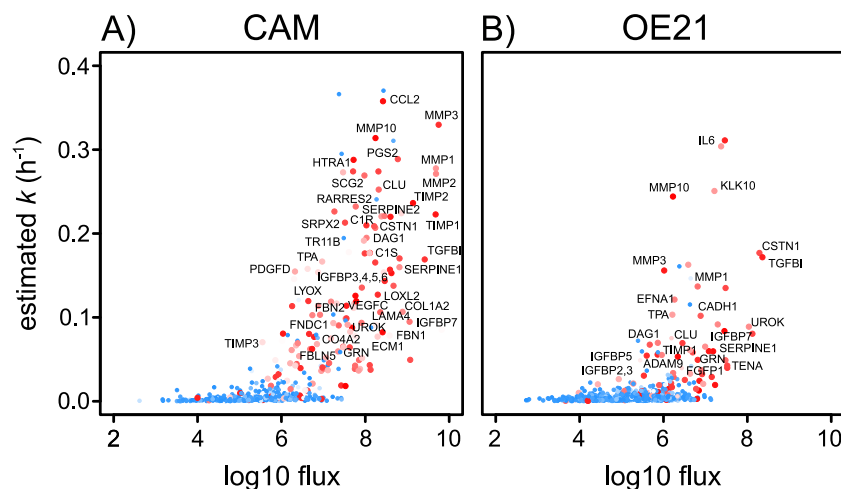 A) CAM
B) OE21
estimated k (h⁻¹)
0.4
0.3
0.2
0.1
0.0
CCL2
MMP3
MMP10
PGS2
HTRA1
MMP1
SCG2
CLU
MMP2
RARRES2
TIMP2
SERPINE2
SRPX2
C1R
CSTN1
TIMP1
TR11B
DAG1
TPA
C1S
TGFBI
PDGFD
IGFBP3,4,5,6
SERPINE1
LYOX
LOXL2
FBN2
VEGFC
COL1A2
LAMA4
FNDC1
UROK
IGFBP7
TIMP3
CO4A2
FBN1
ECM1
FBLN5
GRN
2 4 6 8 10
log10 flux
IL6
MMP10
KLK10
CSTN1
MMP3
TGFBI
MMP1
EFNA1
TPA
CADH1
UROK
DAG1
CLU
IGFBP7
TIMP1
SERPINE1
IGFBP5
ADAM9
GRN
TENA
IGFBP2,3
FGFP1
2 4 6 8 10
log10 flux